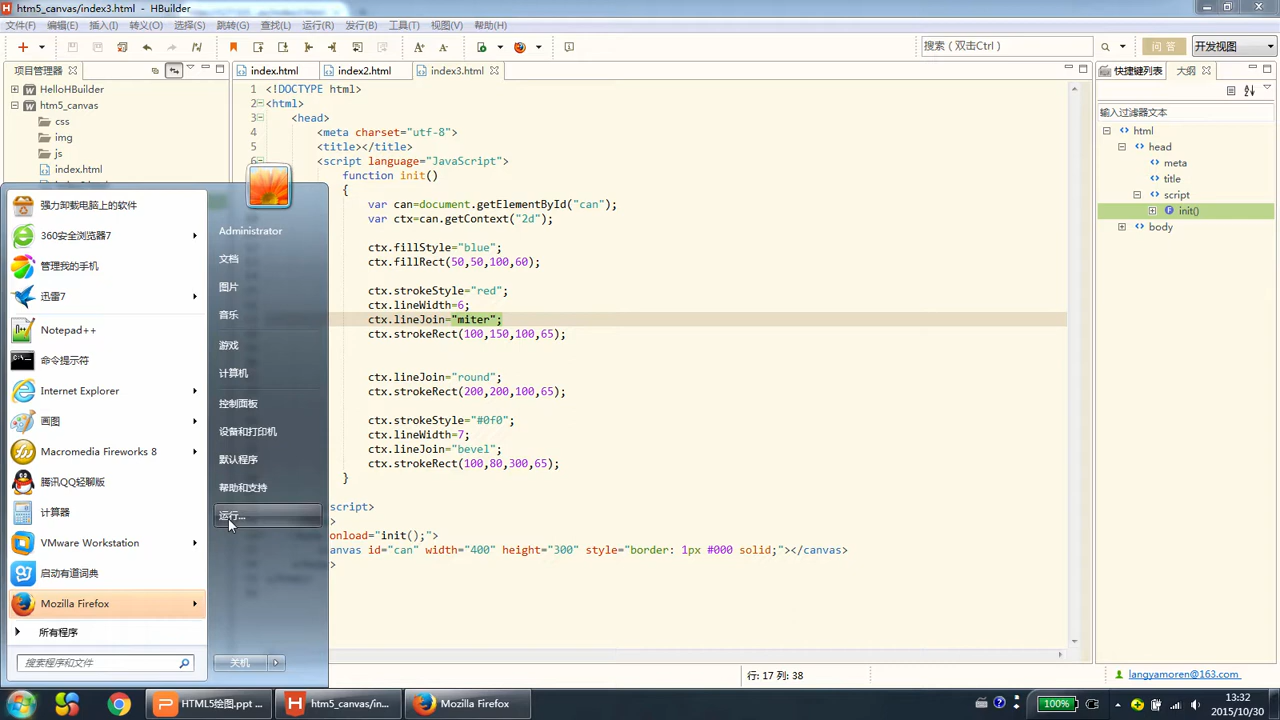 htm5_canvas/index3.html - HBuilder
文件(F) 编辑(E) 插入(I) 转义(O) 选择(S) 跳转(G) 查找(L) 运行(R) 发行(B) 工具(T) 视图(V) 帮助(H)
搜索（双击Ctrl）
问答
开发视图
项目管理器
index.html
index2.html
index3.html
快捷键列表
大纲
HelloHBuilder
htm5_canvas
css
img
js
index.html
输入过滤器文本
html
head
meta
title
script
init()
body
1 <!DOCTYPE html>
2 <html>
3 <head>
4 <meta charset="utf-8">
5 <title></title>
6 <script language="JavaScript">
function init()
{
var can=document.getElementById("can");
var ctx=can.getContext("2d");
ctx.fillStyle="blue";
ctx.fillRect(50,50,100,60);
ctx.strokeStyle="red";
ctx.lineWidth=6;
ctx.lineJoin="miter";
ctx.strokeRect(100,150,100,65);
ctx.lineJoin="round";
ctx.strokeRect(200,200,100,65);
ctx.strokeStyle="#0f0";
ctx.lineWidth=7;
ctx.lineJoin="bevel";
ctx.strokeRect(100,80,300,65);
}
script>
>
onload="init();">
anvas id="can" width="400" height="300" style="border: 1px #000 solid;"></canvas>
>
强力卸载电脑上的软件
360安全浏览器7
管理我的手机
迅雷7
Notepad++
命令提示符
Internet Explorer
画图
Macromedia Fireworks 8
腾讯QQ轻聊版
计算器
VMware Workstation
启动有道词典
Mozilla Firefox
所有程序
搜索程序和文件
Administrator
文档
图片
音乐
游戏
计算机
控制面板
设备和打印机
默认程序
帮助和支持
运行...
关机
行: 17 列: 38
langyamoren@163.com
HTML5绘图.ppt ...
htm5_canvas/in...
Mozilla Firefox
100%
13:32
2015/10/30